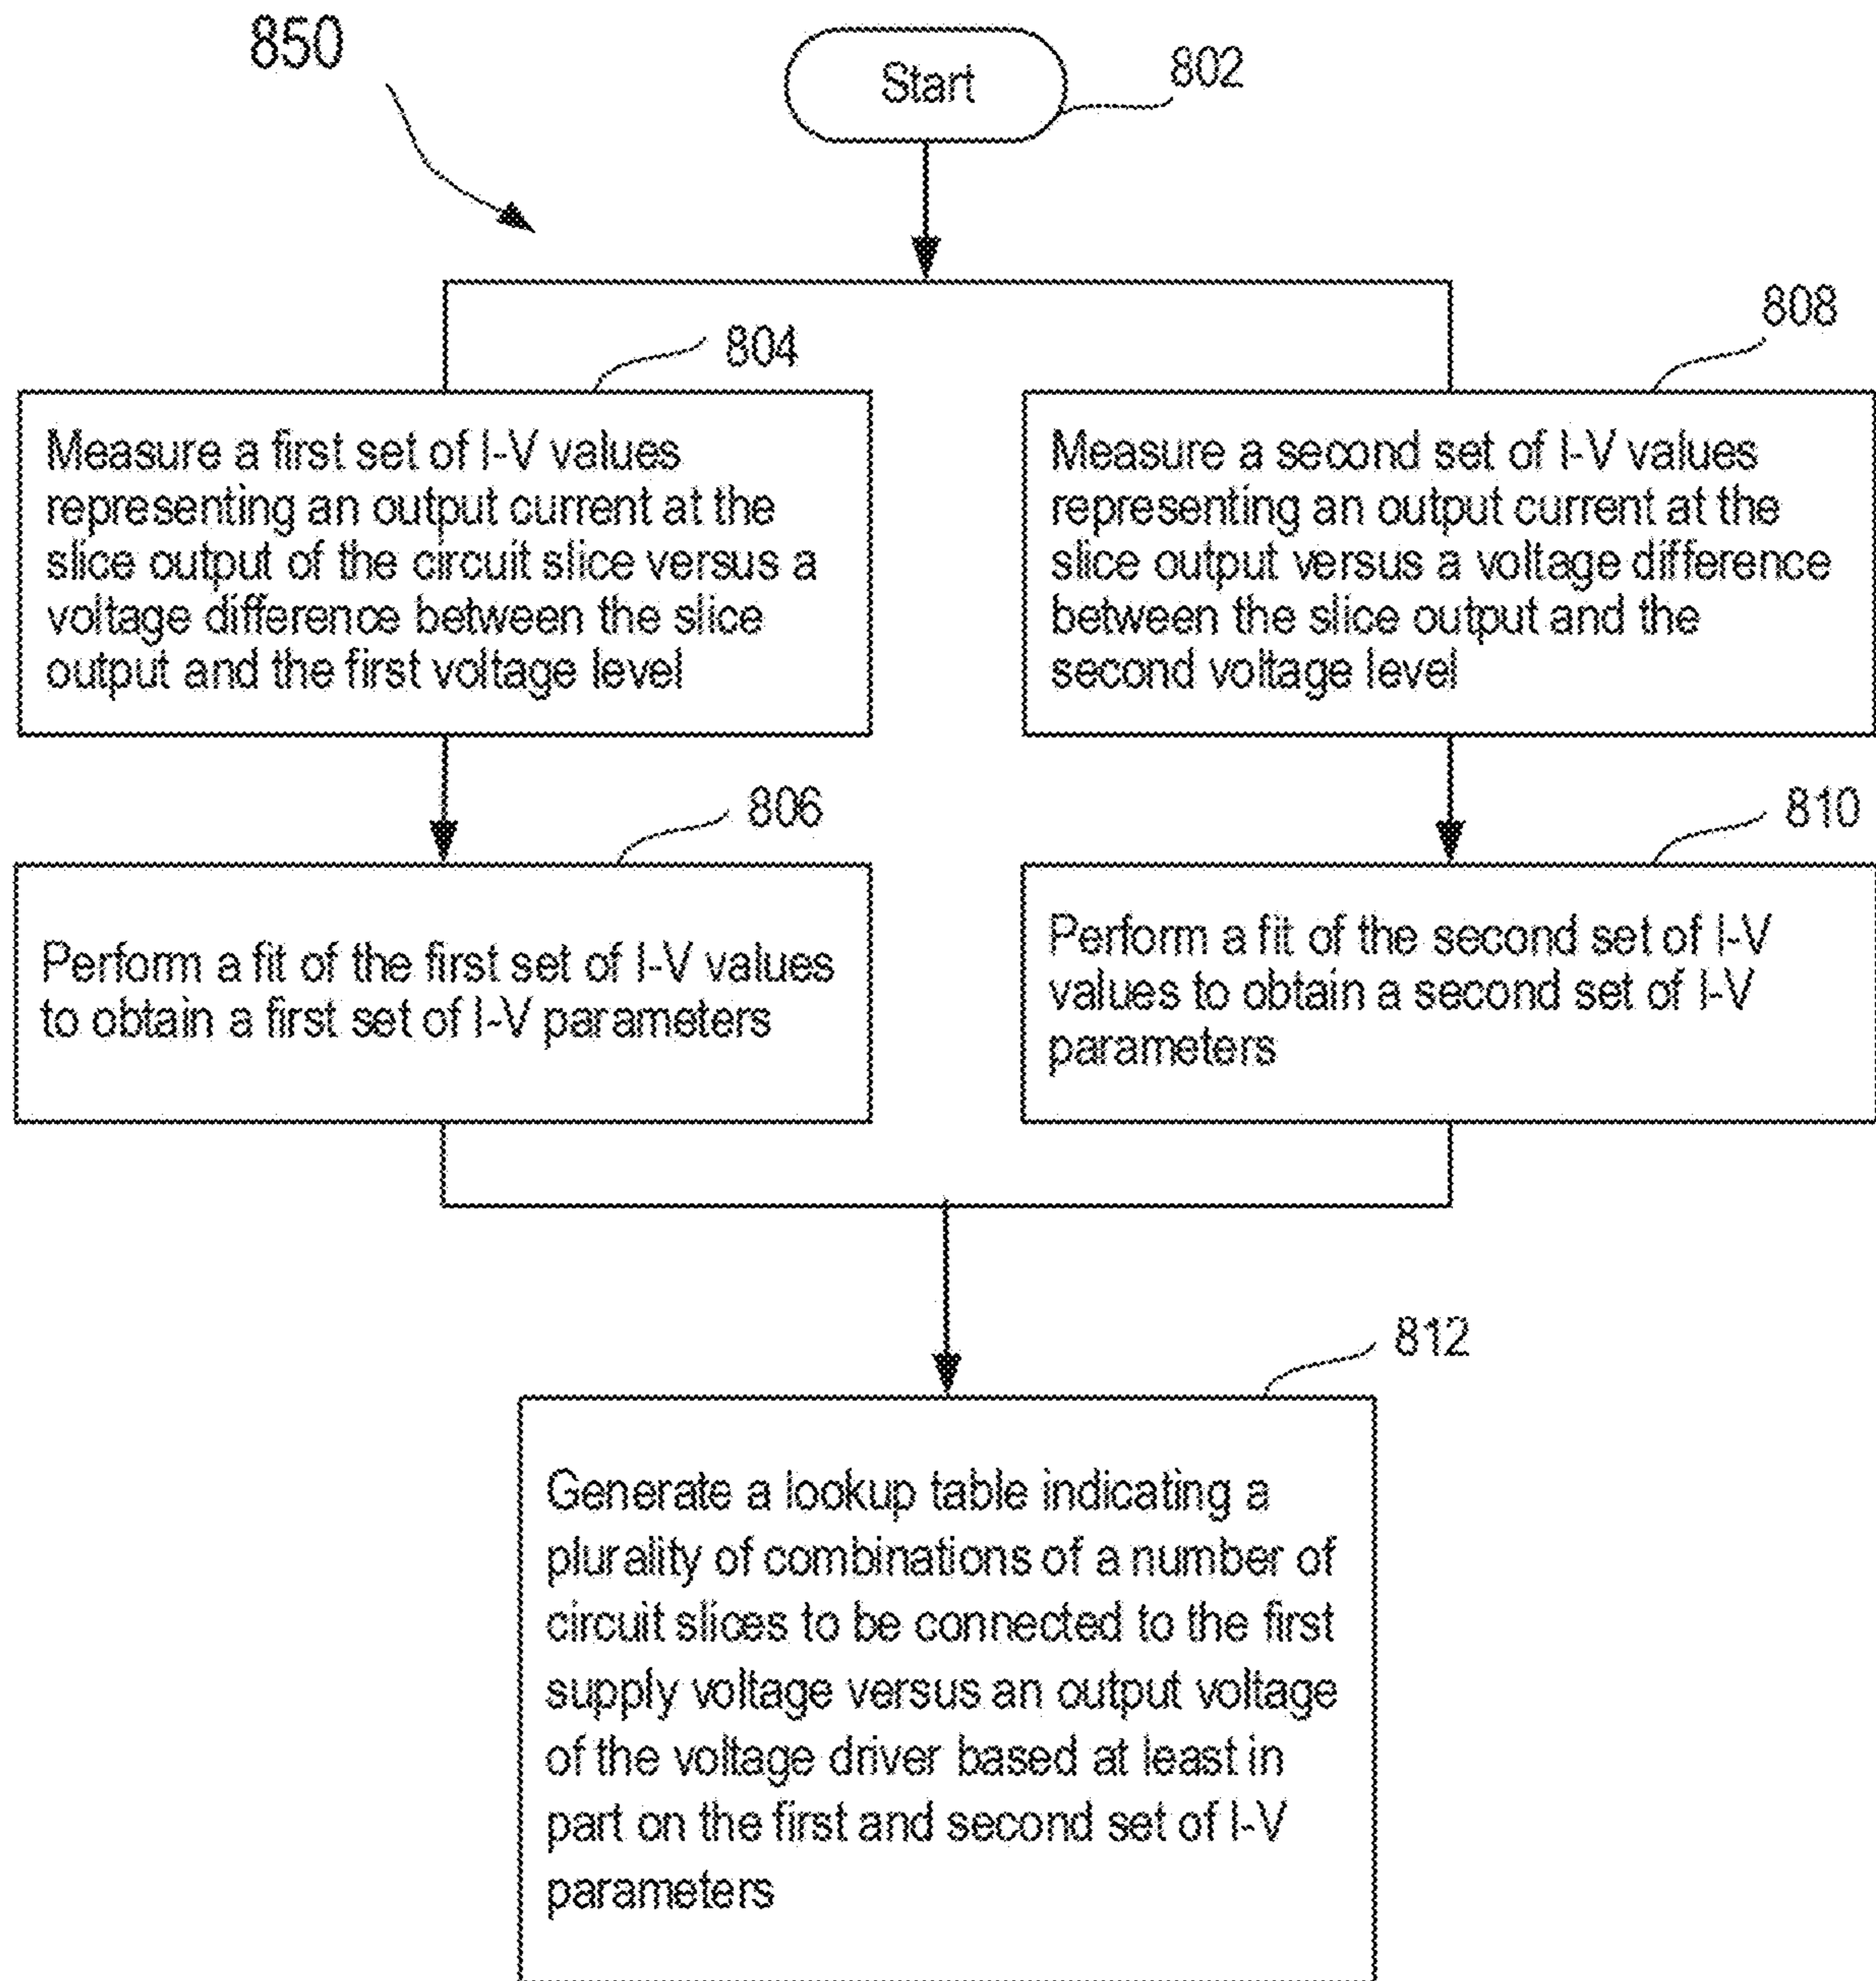 850
Start
802
804
Measure a first set of I-V values
representing an output current at the
slice output of the circuit slice versus a
voltage difference between the slice
output and the first voltage level
808
Measure a second set of I-V values
representing an output current at the
slice output versus a voltage difference
between the slice output and the
second voltage level
806
Perform a fit of the first set of I-V values
to obtain a first set of I-V parameters
810
Perform a fit of the second set of I-V
values to obtain a second set of I-V
parameters
812
Generate a lookup table indicating a
plurality of combinations of a number of
circuit slices to be connected to the first
supply voltage versus an output voltage
of the voltage driver based at least in
part on the first and second set of I-V
parameters